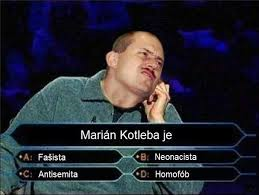 Marián Kotleba je
A: Fašista
B: Neonacista
C: Antisemita
D: Homofób